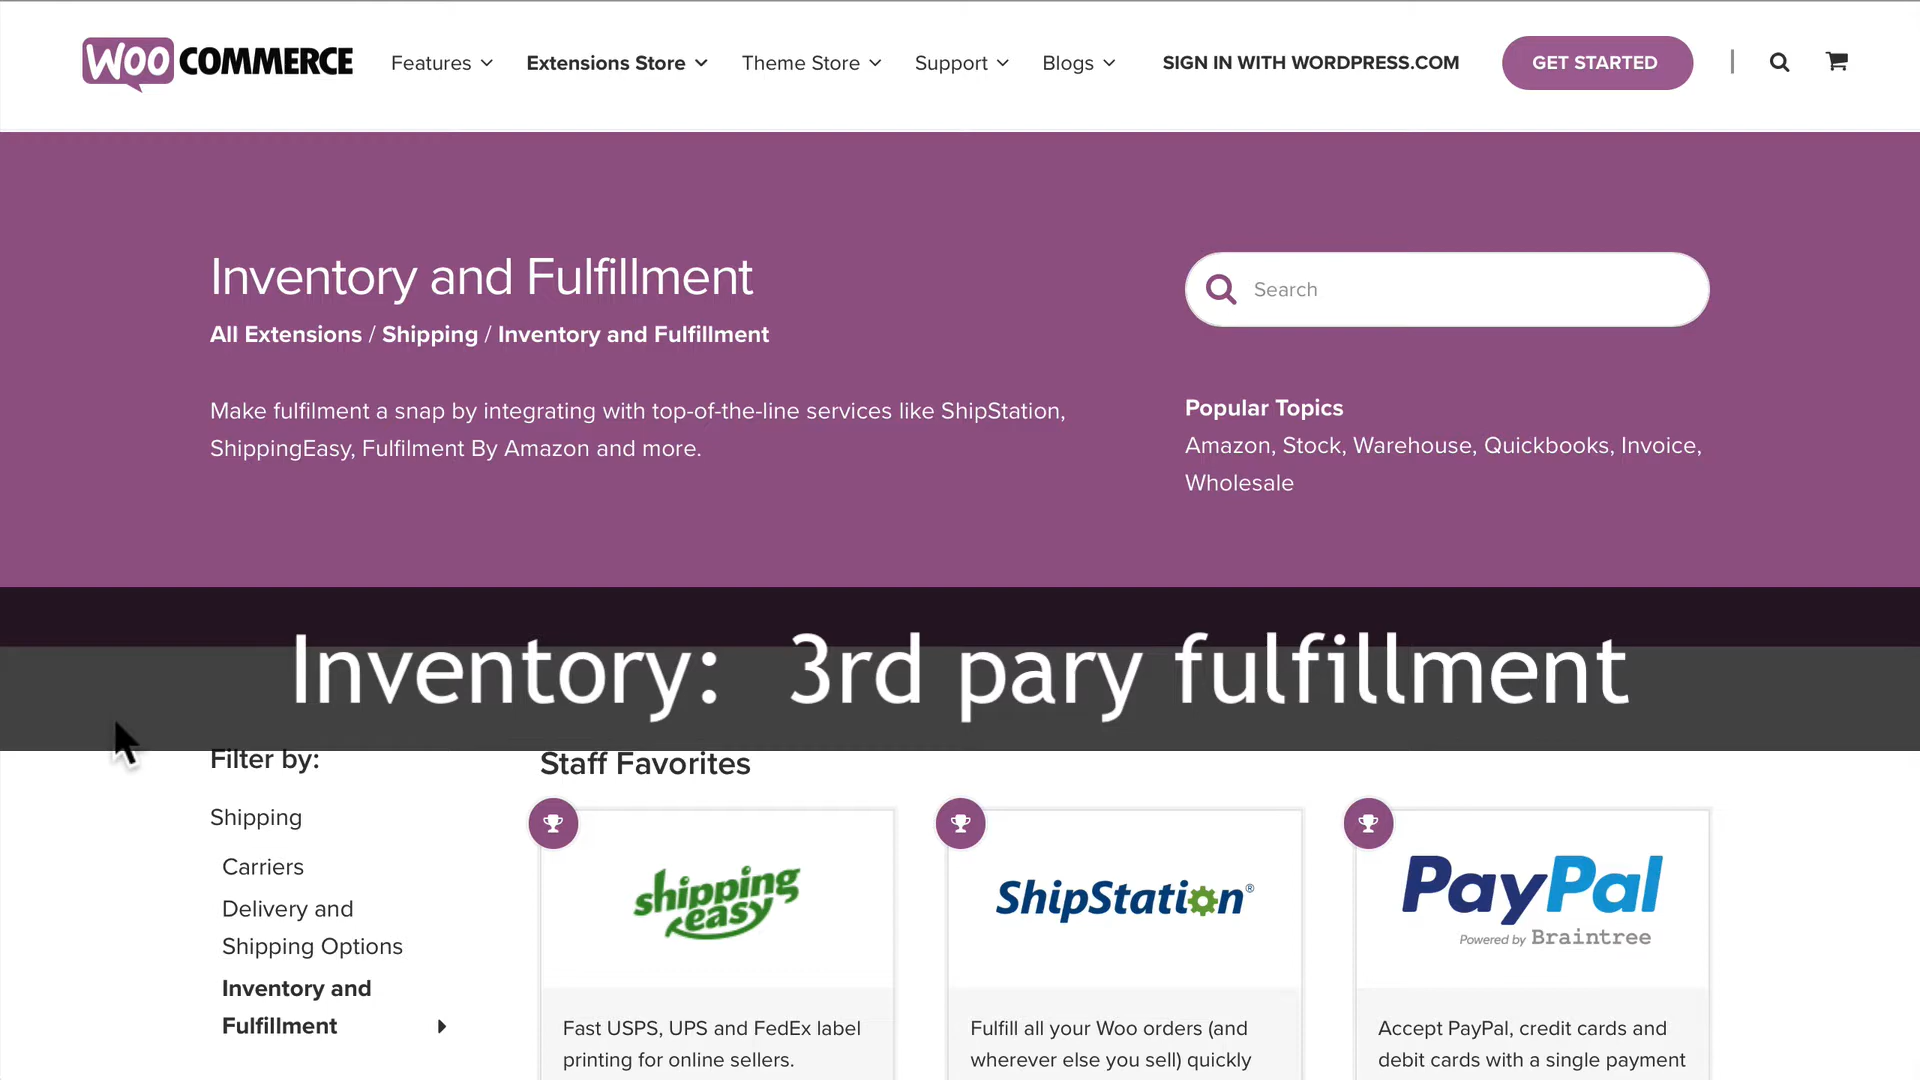 WOO COMMERCE
Features
Extensions Store
Theme Store
Support
Blogs
SIGN IN WITH WORDPRESS.COM
GET STARTED
Inventory and Fulfillment
All Extensions / Shipping / Inventory and Fulfillment
Make fulfilment a snap by integrating with top-of-the-line services like ShipStation,
ShippingEasy, Fulfilment By Amazon and more.
Search
Popular Topics
Amazon, Stock, Warehouse, Quickbooks, Invoice,
Wholesale
Inventory: 3rd pary fulfillment
Filter by:
Shipping
Carriers
Delivery and
Shipping Options
Inventory and
Fulfillment
Staff Favorites
shipping
easy
Fast USPS, UPS and FedEx label
printing for online sellers.
ShipStation®
Fulfill all your Woo orders (and
wherever else you sell) quickly
PayPal
Powered by Braintree
Accept PayPal, credit cards and
debit cards with a single payment